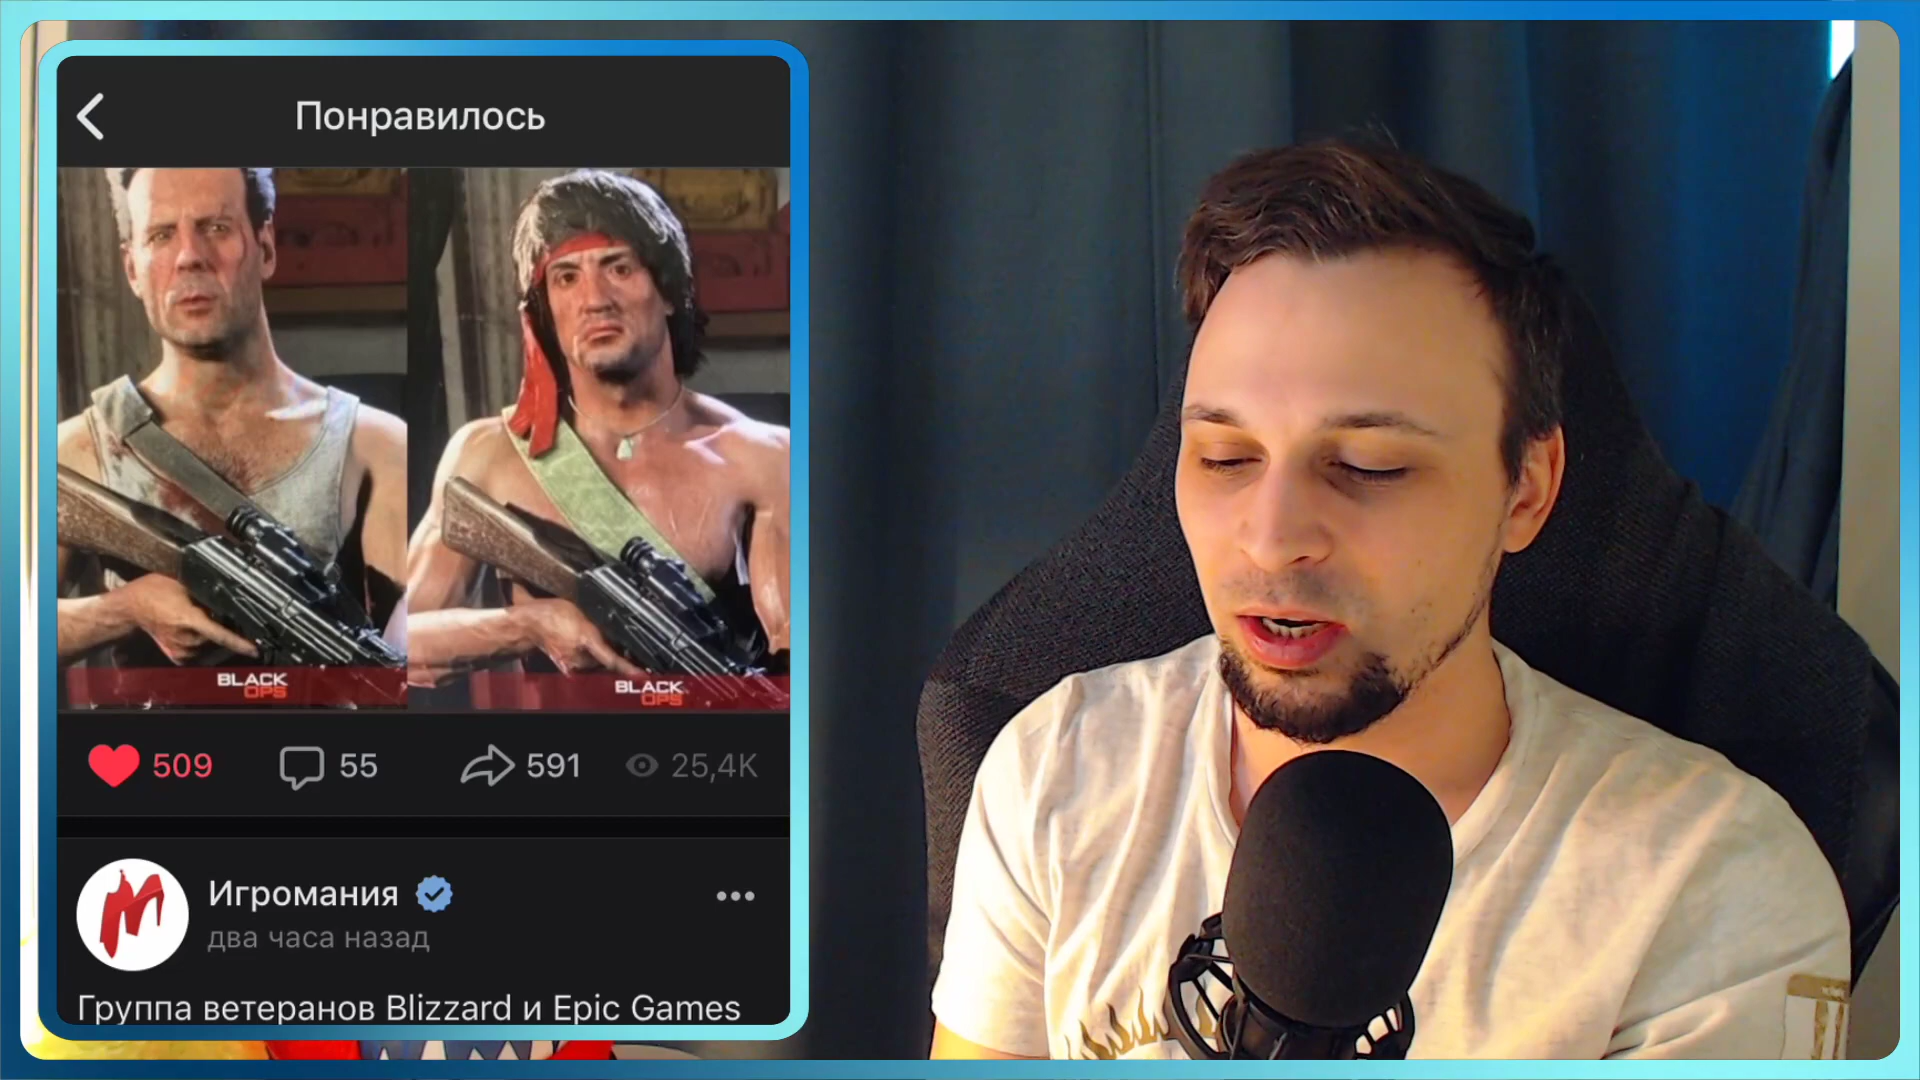 Понравилось
BLACK
OPS
BLACK
OPS
509
55
591
25,4K
Игромания
два часа назад
Группа ветеранов Blizzard и Epic Games